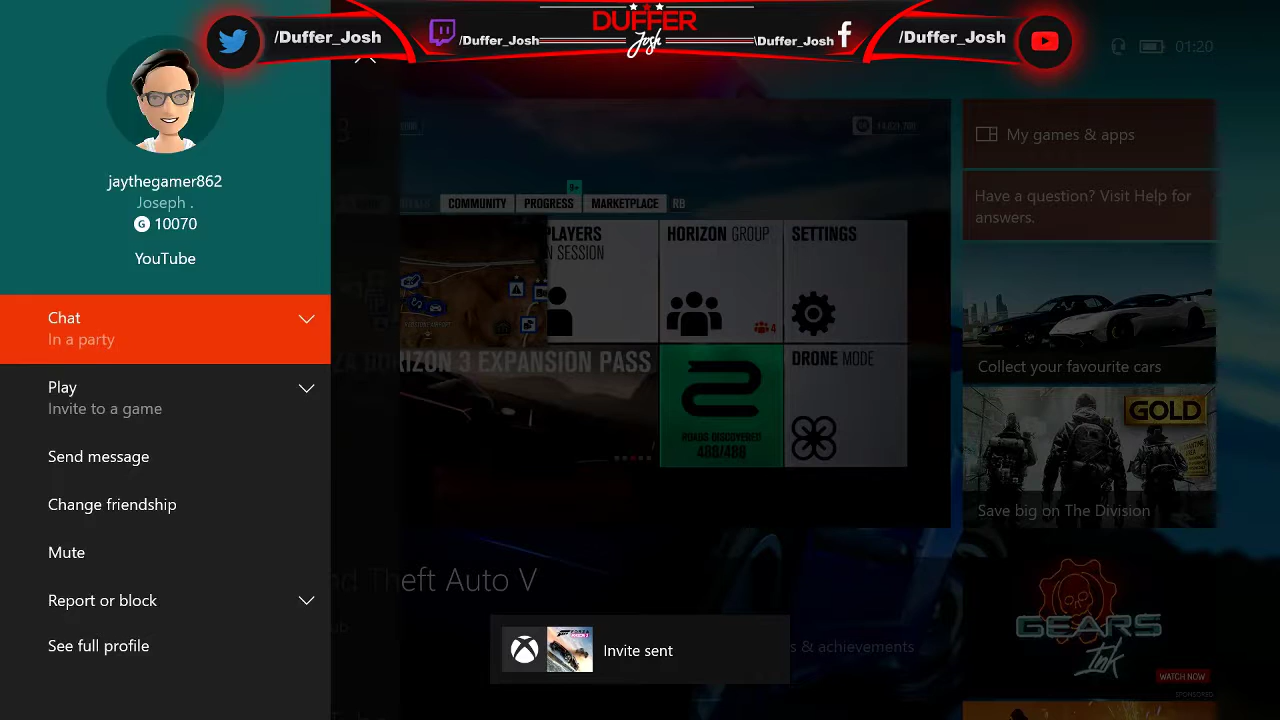 /Duffer_Josh
/Duffer_Josh
DUFFER
Josh
\Duffer_Josh
/Duffer_Josh
01:20
jaythegamer862
Joseph .
G 10070
YouTube
Chat
In a party
Play
Invite to a game
Send message
Change friendship
Mute
Report or block
See full profile
COMMUNITY
PROGRESS
MARKETPLACE
RB
PLAYERS
IN SESSION
HORIZON GROUP
4
SETTINGS
ZA HORIZON 3 EXPANSION PASS
ROADS DISCOVERED
488/488
DRONE MODE
nd Theft Auto V
Invite sent
s & achievements
My games & apps
Have a question? Visit Help for
answers.
Collect your favourite cars
GOLD
Save big on The Division
GEARS
Ink
WATCH NOW
SPONSORED